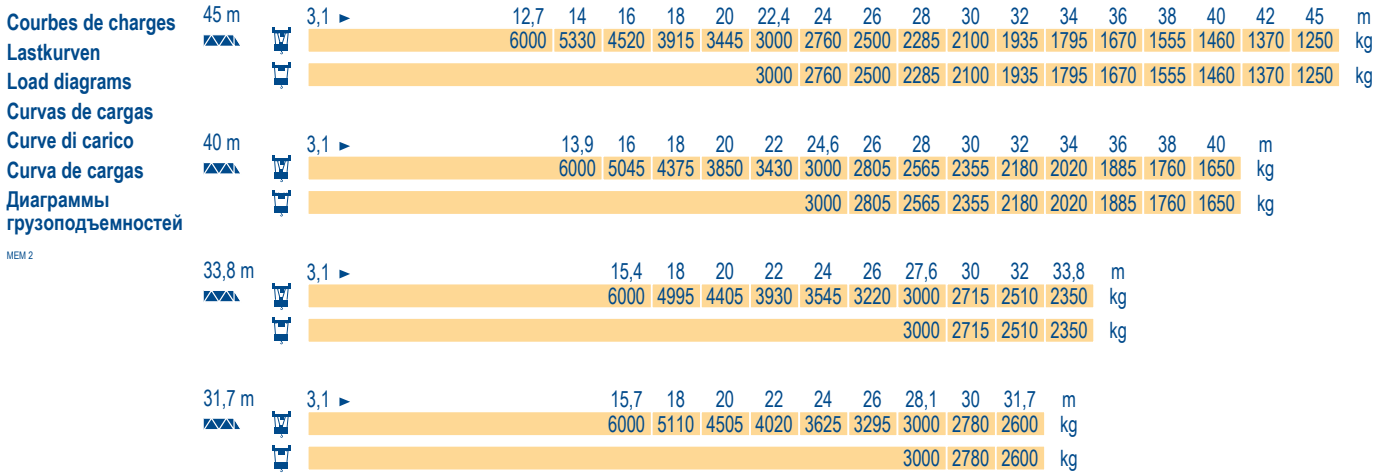 Courbes de charges
Lastkurven
Load diagrams
Curvas de cargas
Curve di carico
Curva de cargas
Диаграммы
грузоподъемностей
MEM 2
45 m 3,1 ► 12,7 14 16 18 20 22,4 24 26 28 30 32 34 36 38 40 42 45 m
6000 5330 4520 3915 3445 3000 2760 2500 2285 2100 1935 1795 1670 1555 1460 1370 1250 kg
3000 2760 2500 2285 2100 1935 1795 1670 1555 1460 1370 1250 kg
40 m 3,1 ► 13,9 16 18 20 22 24,6 26 28 30 32 34 36 38 40 m
6000 5045 4375 3850 3430 3000 2805 2565 2355 2180 2020 1885 1760 1650 kg
3000 2805 2565 2355 2180 2020 1885 1760 1650 kg
33,8 m 3,1 ► 15,4 18 20 22 24 26 27,6 30 32 33,8 m
6000 4995 4405 3930 3545 3220 3000 2715 2510 2350 kg
3000 2715 2510 2350 kg
31,7 m 3,1 ► 15,7 18 20 22 24 26 28,1 30 31,7 m
6000 5110 4505 4020 3625 3295 3000 2780 2600 kg
3000 2780 2600 kg